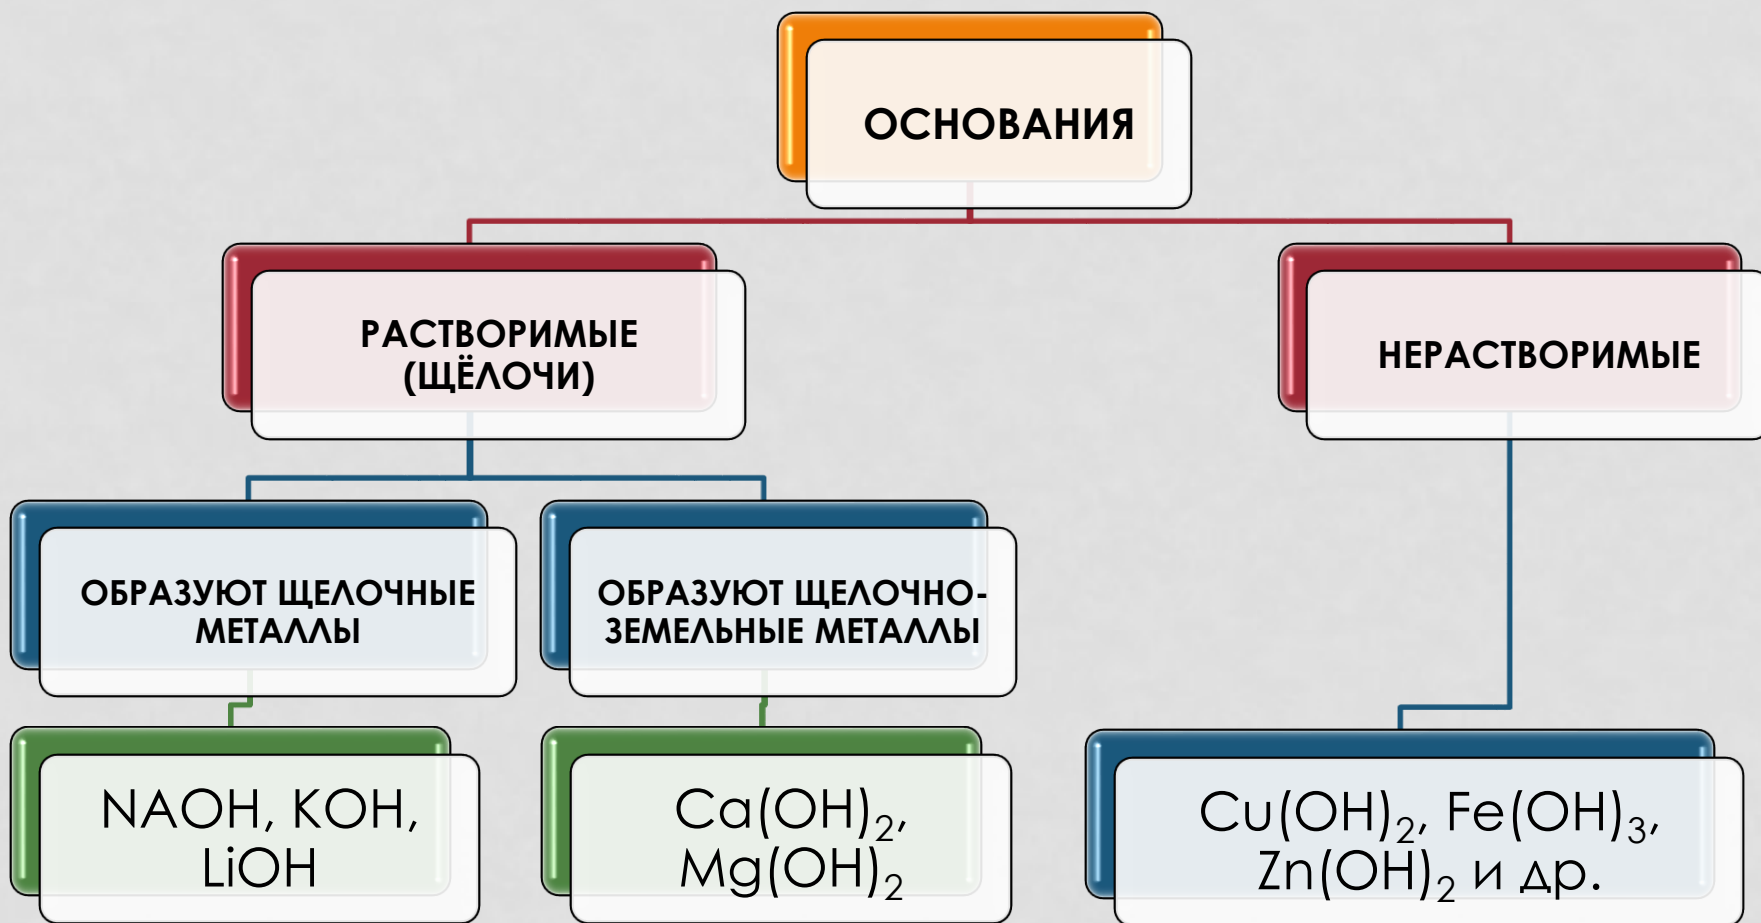 ОСНОВАНИЯ
РАСТВОРИМЫЕ
(ЩЁЛОЧИ)
НЕРАСТВОРИМЫЕ
ОБРАЗУЮТ ЩЕЛОЧНЫЕ
МЕТАЛЛЫ
ОБРАЗУЮТ ЩЕЛОЧНО-
ЗЕМЕЛЬНЫЕ МЕТАЛЛЫ
NAOH, KOH,
LiOH
Ca(OH)₂,
Mg(OH)₂
Cu(OH)₂, Fe(OH)₃,
Zn(OH)₂ и др.